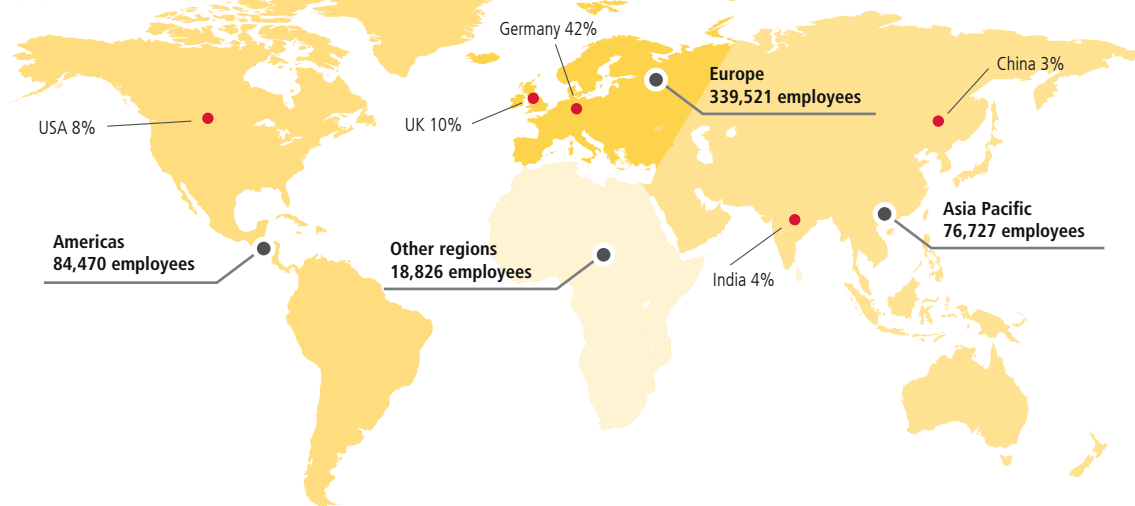 Germany 42%
Europe
339,521 employees
China 3%
USA 8%
UK 10%
Americas
84,470 employees
Other regions
18,826 employees
Asia Pacific
76,727 employees
India 4%